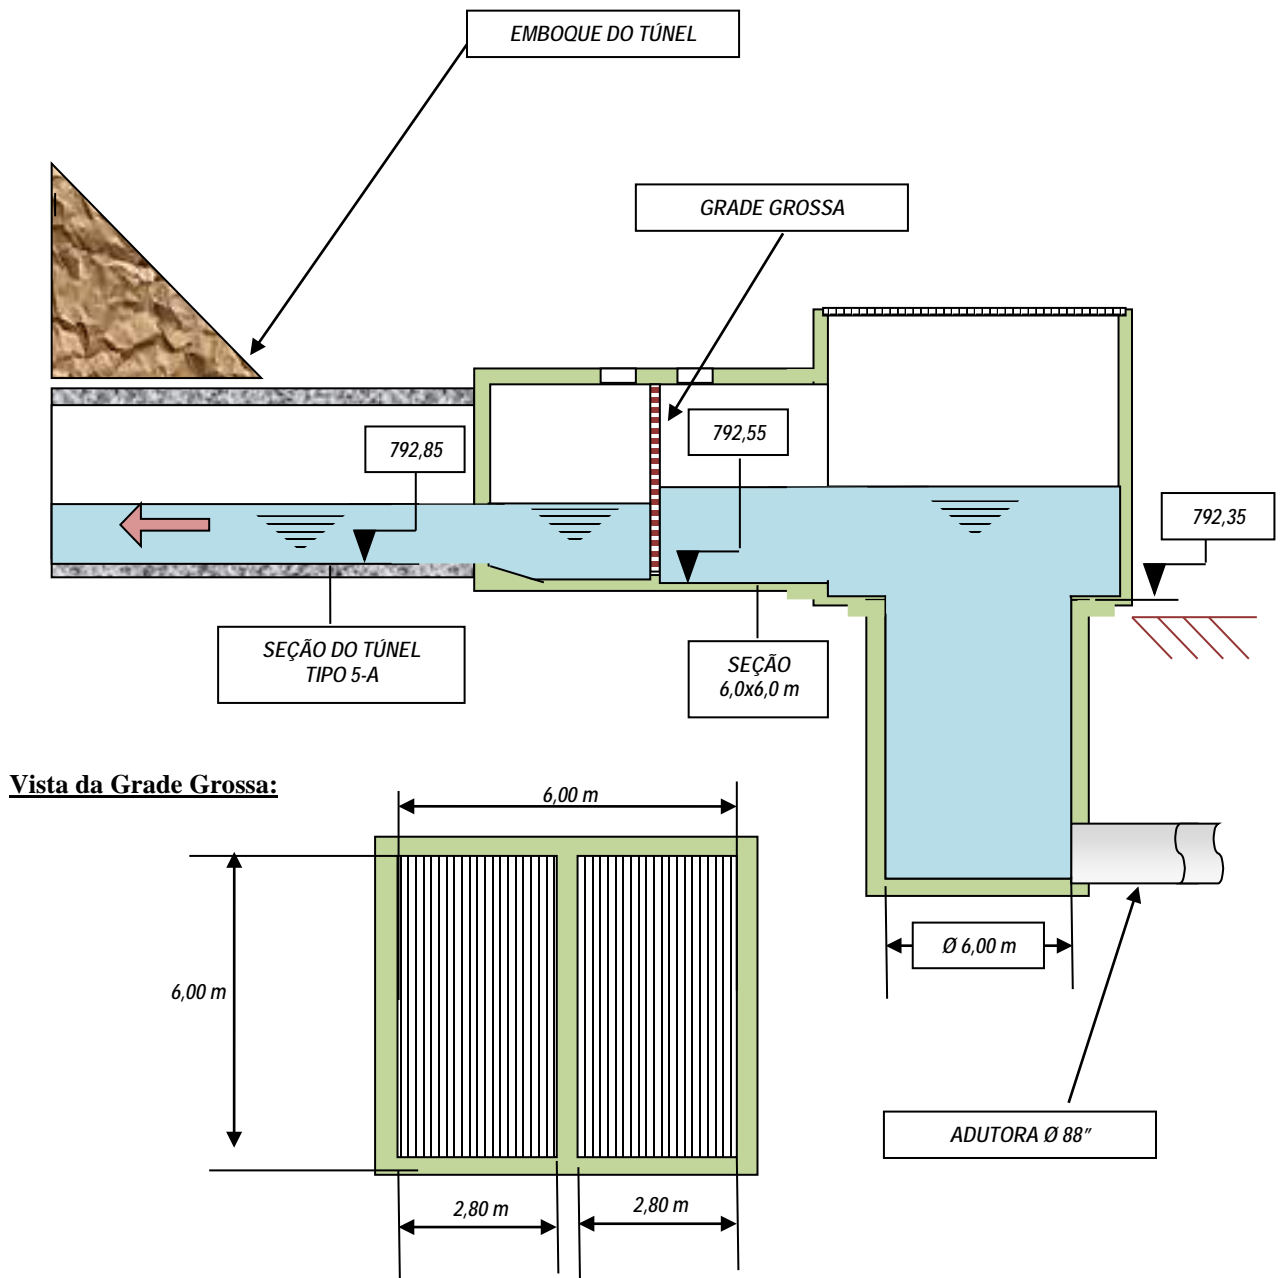 EMBOQUE DO TÚNEL
GRADE GROSSA
792,85
792,55
792,35
SEÇÃO DO TÚNEL
TIPO 5-A
SEÇÃO
6,0x6,0 m
Vista da Grade Grossa:
6,00 m
6,00 m
Ø 6,00 m
ADUTORA Ø 88"
2,80 m
2,80 m